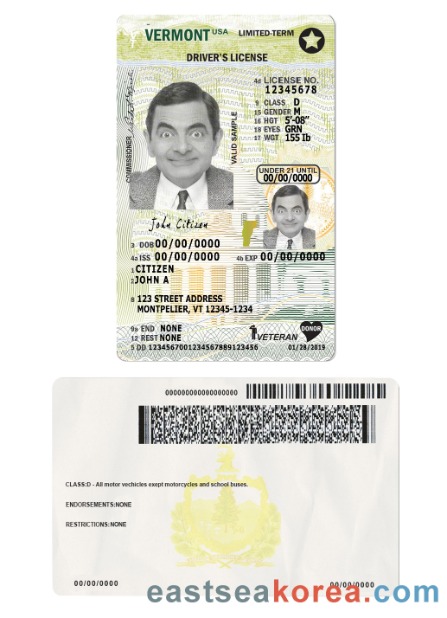 VERMONT USA LIMITED-TERM
DRIVER'S LICENSE
4d LICENSE NO.
12345678
9 CLASS D
15 GENDER M
16 HGT 5'-08"
18 EYES GRN
17 WGT 155 lb
COMMISSIONER
VALID SAMPLE
UNDER 21 UNTIL
00/00/0000
John Citizen
3 DOB 00/00/0000
4a ISS 00/00/0000 4b EXP 00/00/0000
1 CITIZEN
2 JOHN A
8 123 STREET ADDRESS
MONTPELIER, VT 12345-1234
9a END NONE
12 REST NONE
VETERAN
DONOR
5 DD 1234567001234567889123456
01/28/2019
000000000000000000
CLASS:D - All motor vechicles exept motorcycles and school buses.
ENDORSEMENTS:NONE
RESTRICTIONS:NONE
00/00/0000 00/00/0000
eastseakorea.com